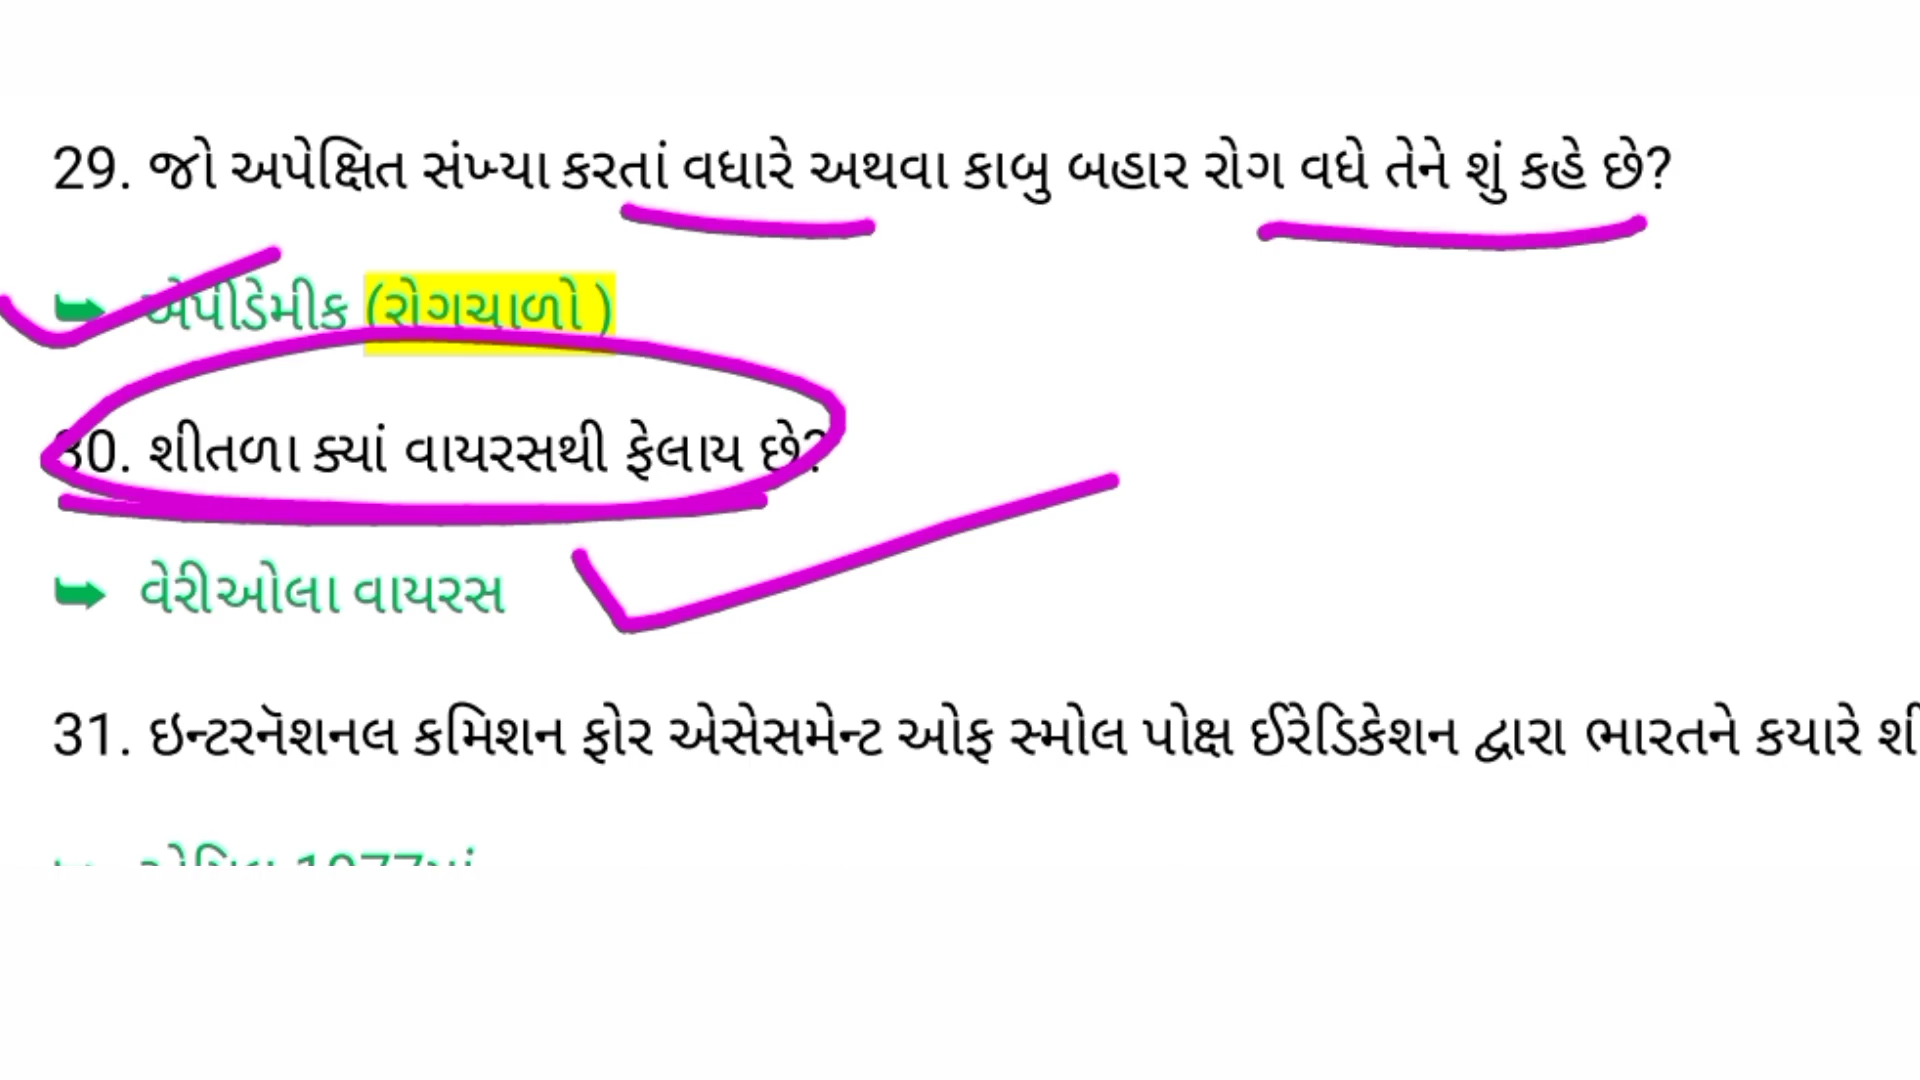 29. જો અપેક્ષિત સંખ્યા કરતાં વધારે અથવા કાબુ બહાર રોગ વધે તેને શું કહે છે?
➥ એપીડેમીક (રોગચાળો )
30. શીતળા ક્યાં વાયરસથી ફેલાય છે?
➥ વેરીઓલા વાયરસ
31. ઇન્ટરનૅશનલ કમિશન ફોર એસેસમેન્ટ ઓફ સ્મોલ પોક્ષ ઈરેડિકેશન દ્વારા ભારતને કયારે